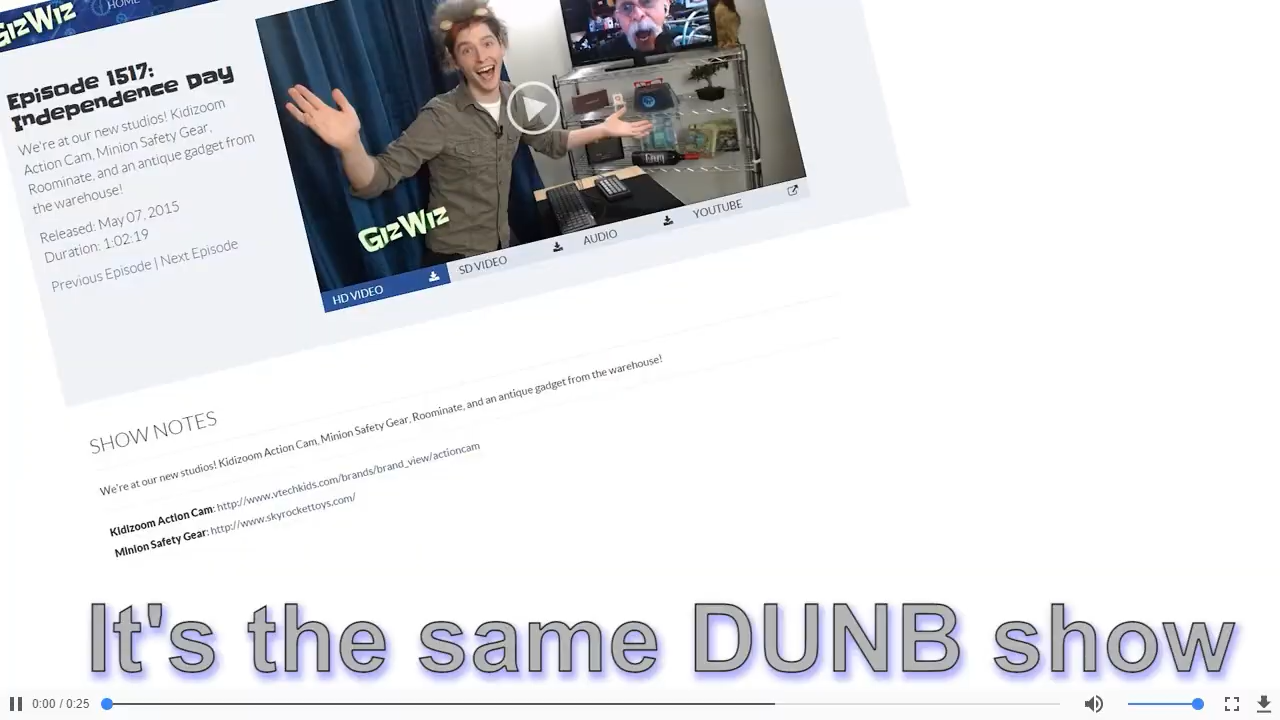 GizWiz
HOME
Episode 1517:
Independence Day
We're at our new studios! Kidizoom
Action Cam, Minion Safety Gear,
Roominate, and an antique gadget from
the warehouse!
Released: May 07, 2015
Duration: 1:02:19
Previous Episode | Next Episode
GizWiz
HD VIDEO
SD VIDEO
AUDIO
YOUTUBE
SHOW NOTES
We're at our new studios! Kidizoom Action Cam, Minion Safety Gear, Roominate, and an antique gadget from the warehouse!
Kidizoom Action Cam: http://www.vtechkids.com/brands/brand_view/actioncam
Minion Safety Gear: http://www.skyrockettoys.com/
It's the same DUNB show
0:00 / 0:25